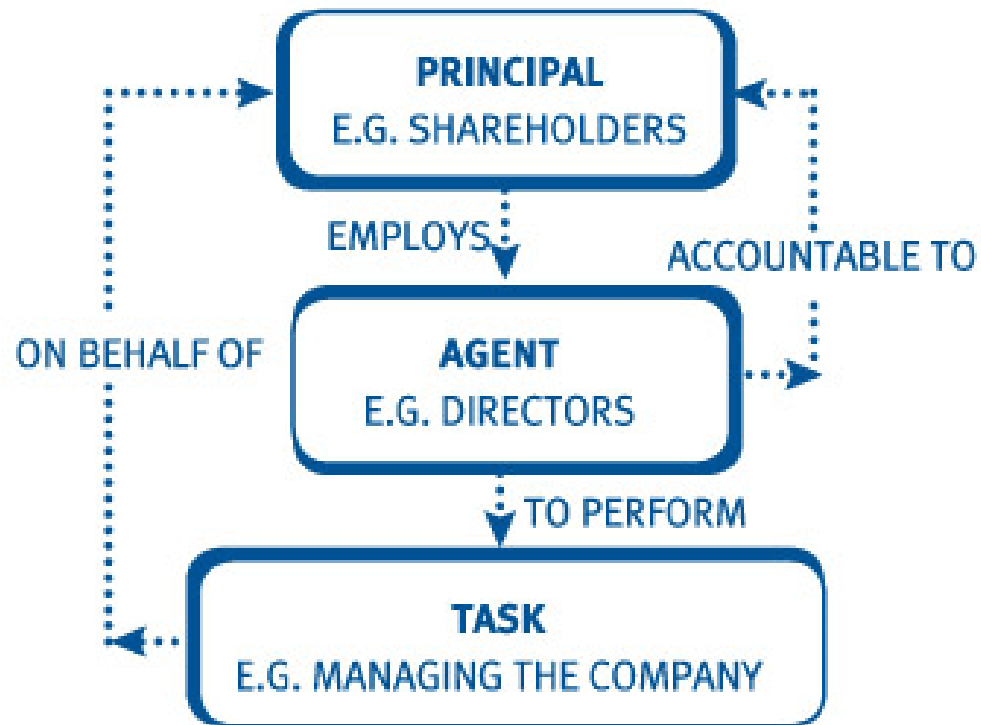 PRINCIPAL
E.G. SHAREHOLDERS
EMPLOYS
ACCOUNTABLE TO
ON BEHALF OF
AGENT
E.G. DIRECTORS
TO PERFORM
TASK
E.G. MANAGING THE COMPANY